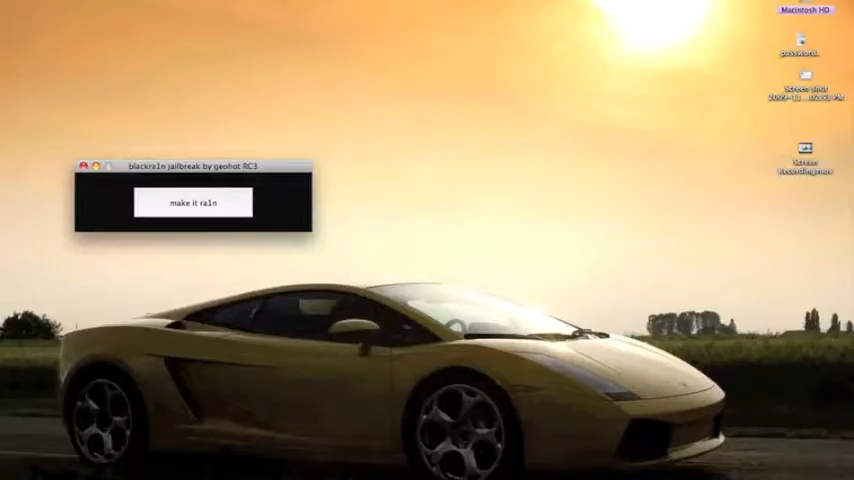 Macintosh HD
password.
Screen shot
blackra1n jailbreak by geohot RC3
Screen
Recording.mov
make it ra1n